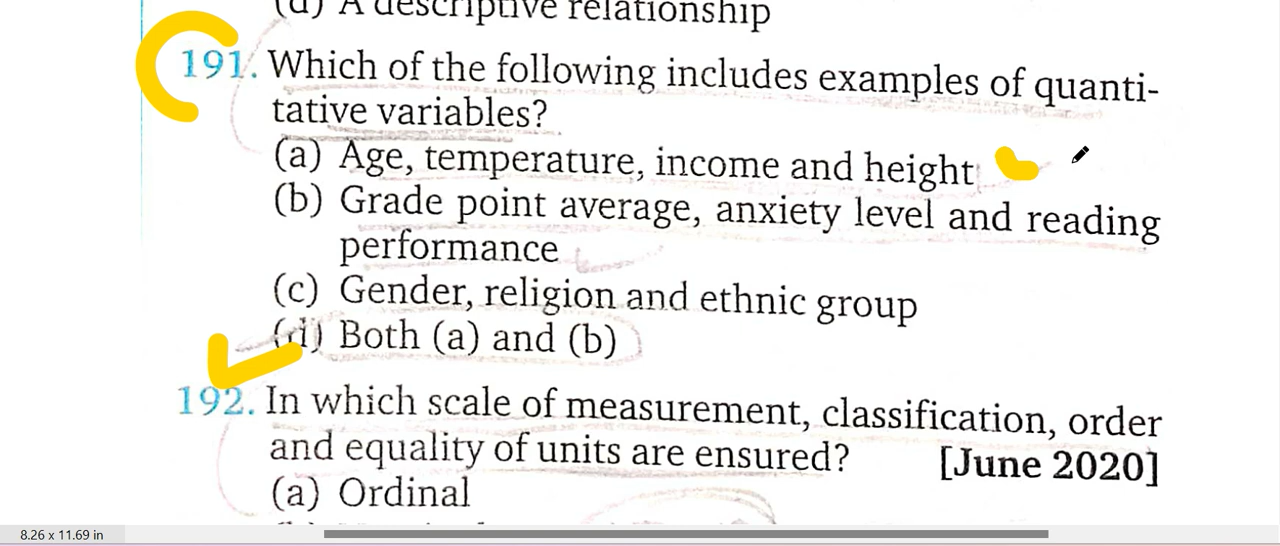 (d) A descriptive relationship
191. Which of the following includes examples of quanti-
tative variables?
(a) Age, temperature, income and height
(b) Grade point average, anxiety level and reading
performance
(c) Gender, religion and ethnic group
(d) Both (a) and (b)
192. In which scale of measurement, classification, order
and equality of units are ensured? [June 2020]
(a) Ordinal
8.26 x 11.69 in